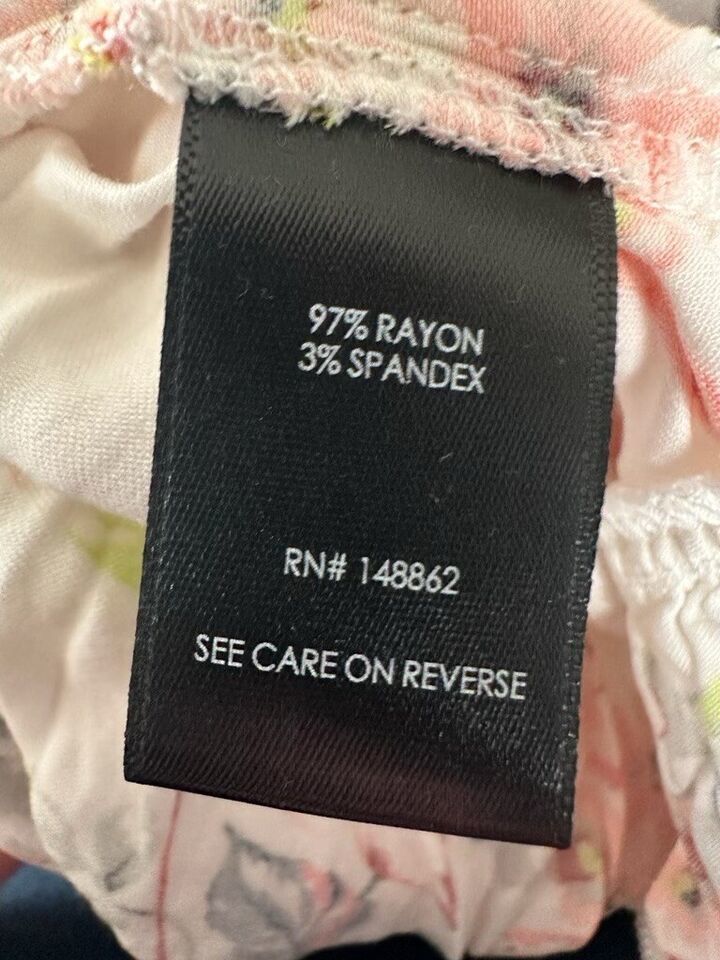 97% RAYON
3% SPANDEX
RN# 148862
SEE CARE ON REVERSE